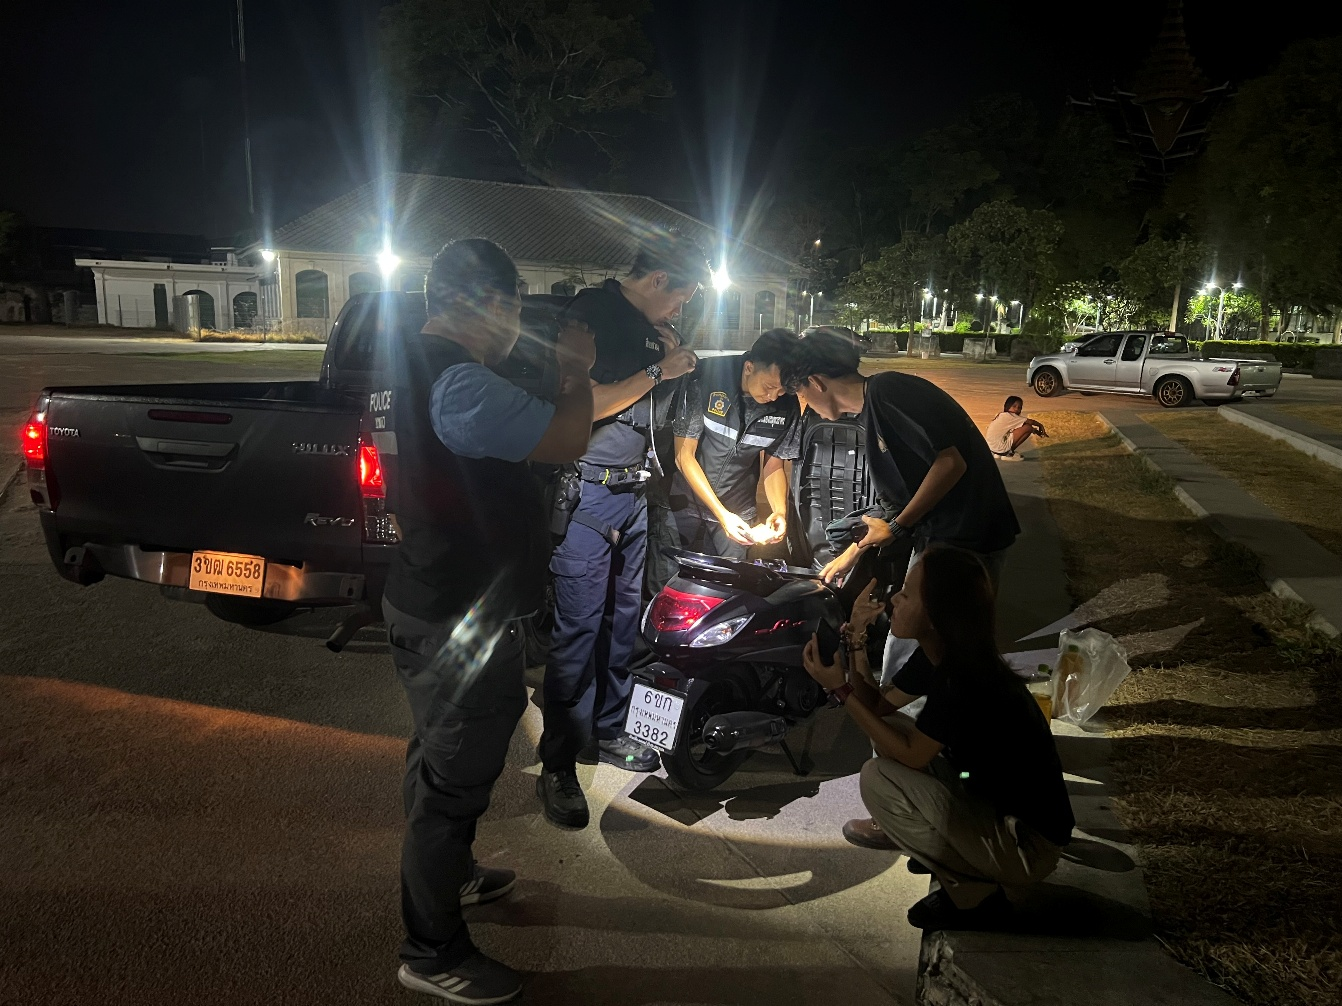 POLICE
TOYOTA
HILUX
Revo
3ขฒ 6558
กรุงเทพมหานคร
6ขก
กรุงเทพมหานคร
3382